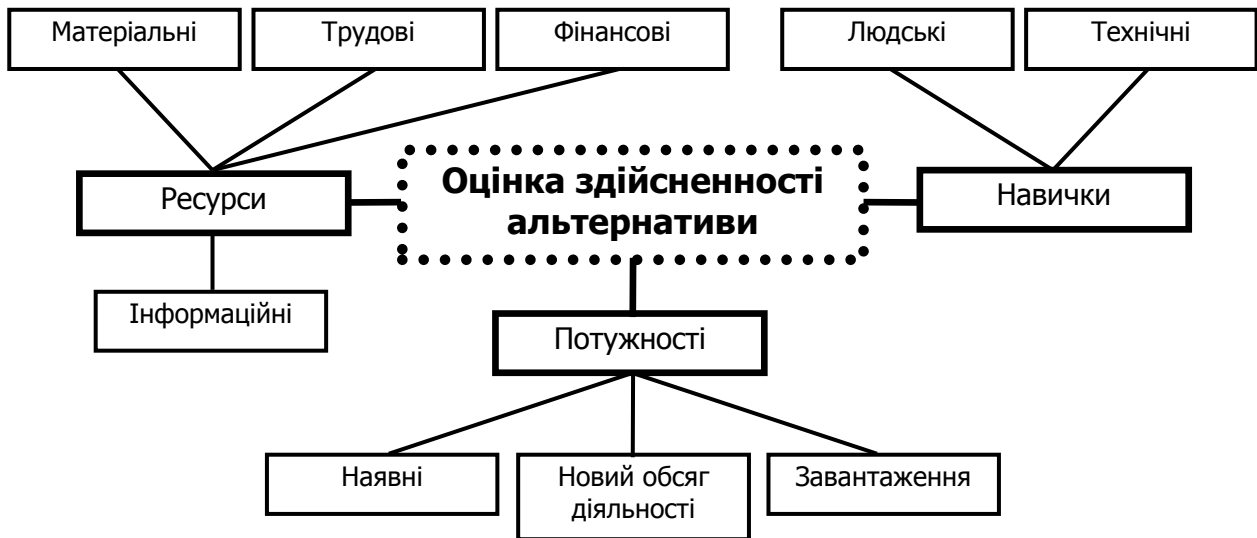 Матеріальні
Трудові
Фінансові
Людські
Технічні
Оцінка здійсненності
альтернативи
Ресурси
Навички
Інформаційні
Потужності
Наявні
Новий обсяг
діяльності
Завантаження